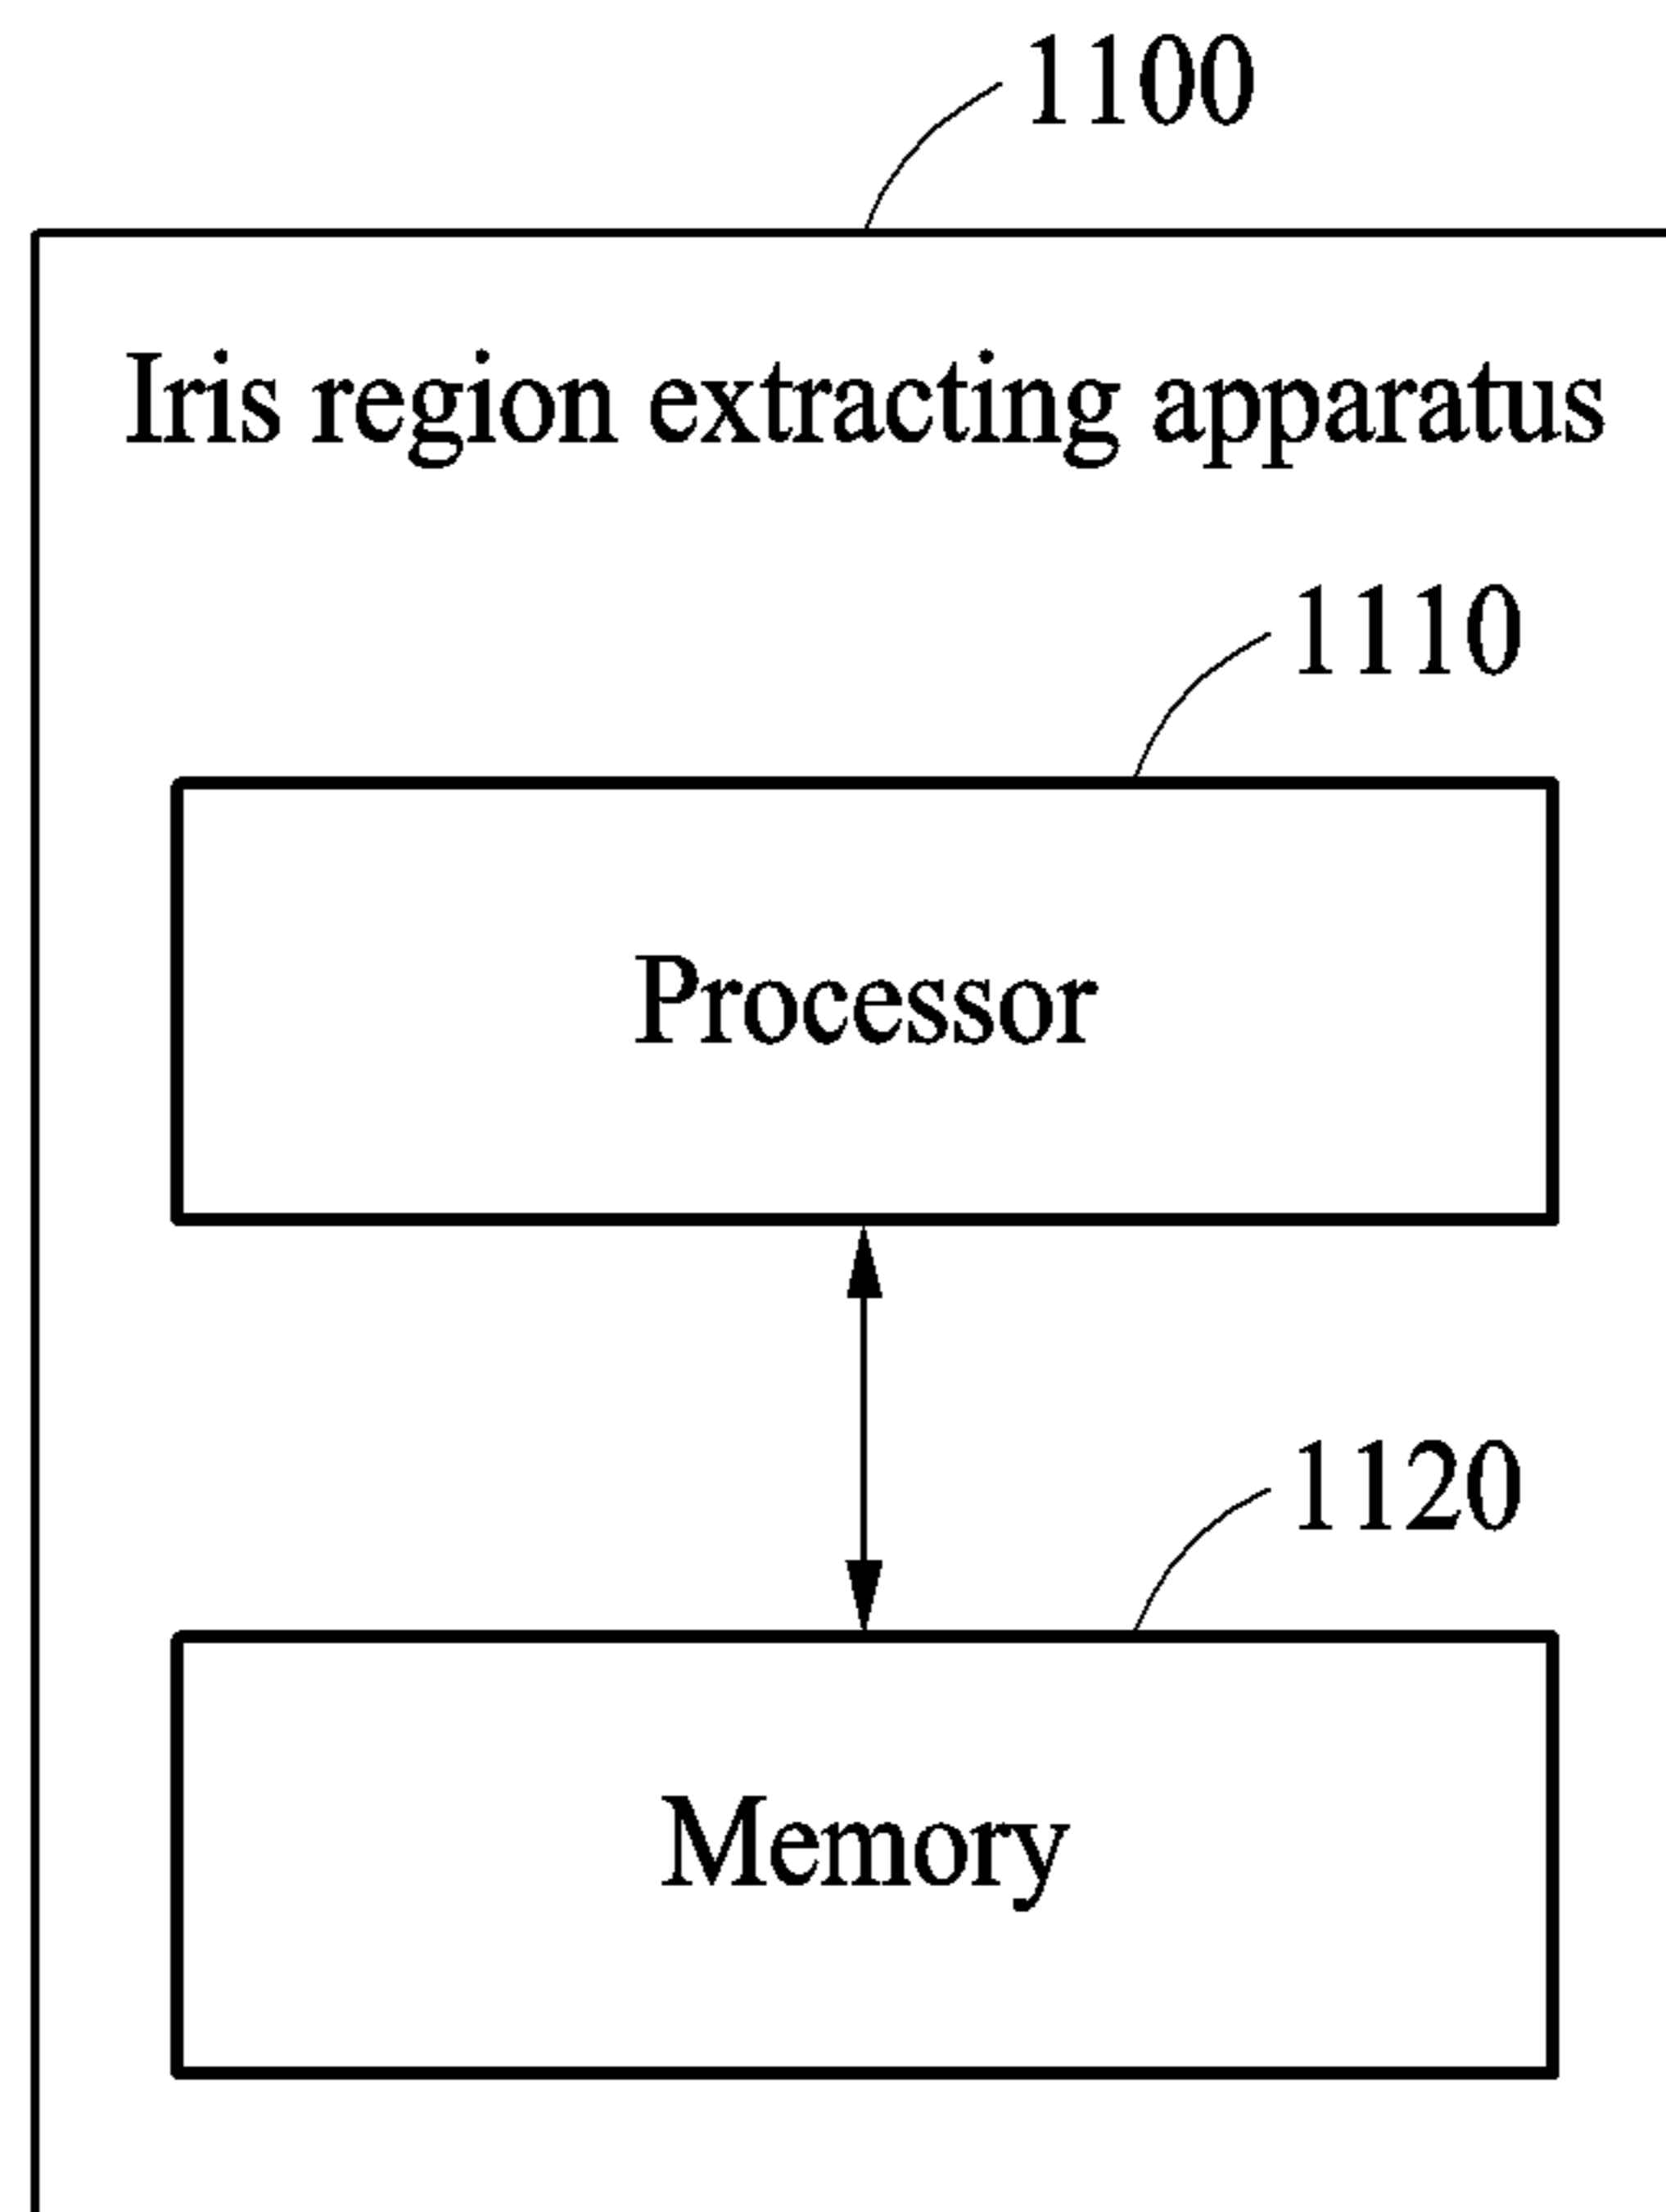 1100
Iris region extracting apparatus
1110
Processor
1120
Memory